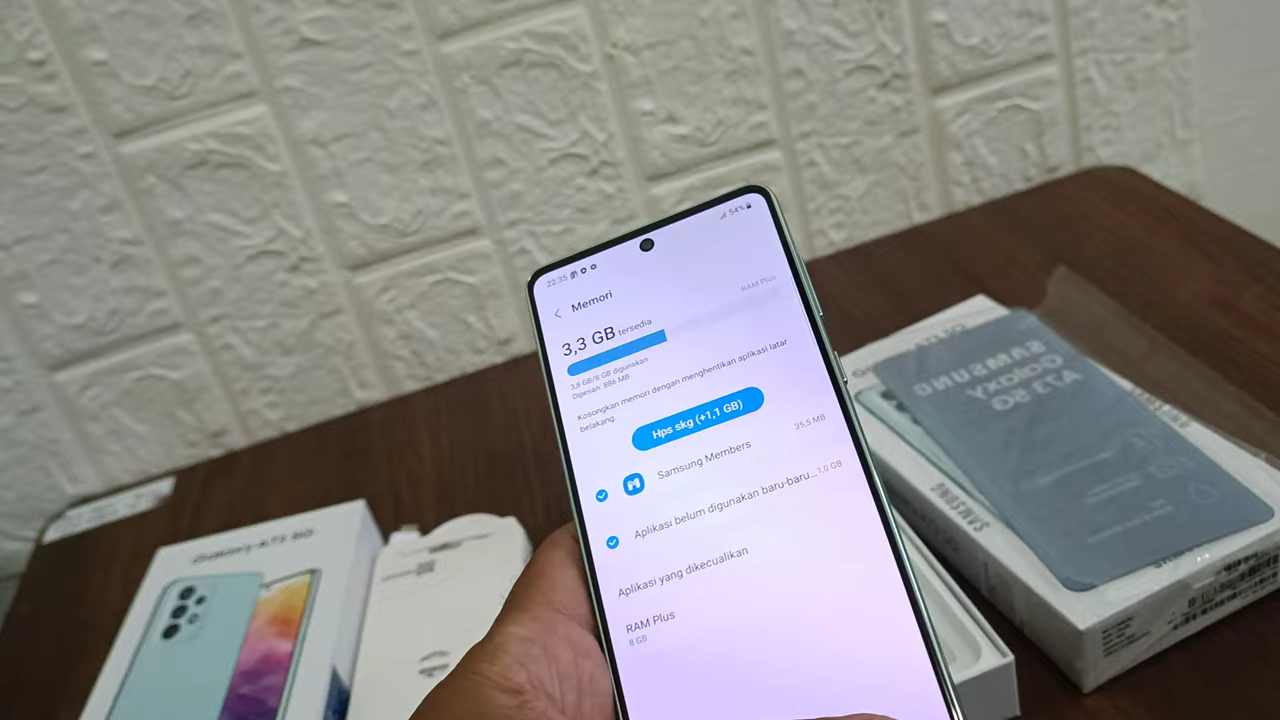 22.35
54%
Memori
RAM Plus
3,3 GB tersedia
3,8 GB/8 GB digunakan
Dipesan: 886 MB
Kosongkan memori dengan menghentikan aplikasi latar
belakang.
Hps skg (+1,1 GB)
Samsung Members
35,5 MB
Aplikasi belum digunakan baru-baru...
1,0 GB
Aplikasi yang dikecualikan
RAM Plus
8 GB
Galaxy A73 5G
SAMSUNG
Galaxy
A73 5G
SAMSUNG